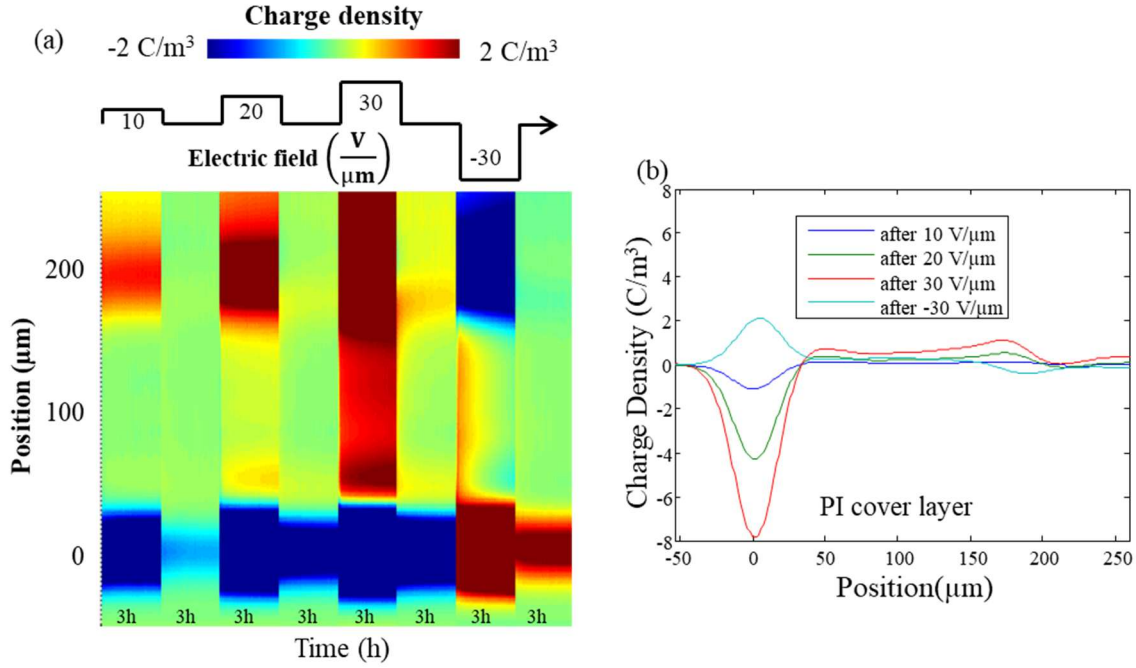 (a)
Charge density
-2 C/m³
2 C/m³
10
20
30
-30
Electric field (V/μm)
Position (μm)
200
100
0
3h 3h 3h 3h 3h 3h 3h 3h
Time (h)
(b)
Charge Density (C/m³)
8
6
4
2
0
-2
-4
-6
-8
after 10 V/μm
after 20 V/μm
after 30 V/μm
after -30 V/μm
PI cover layer
-50 0 50 100 150 200 250
Position(μm)